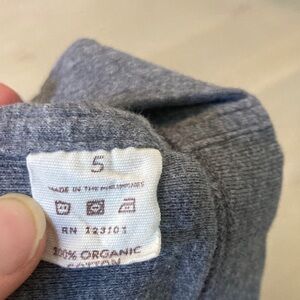 5
MADE IN THE PHILIPPINES
RN 123101
100% ORGANIC
COTTON